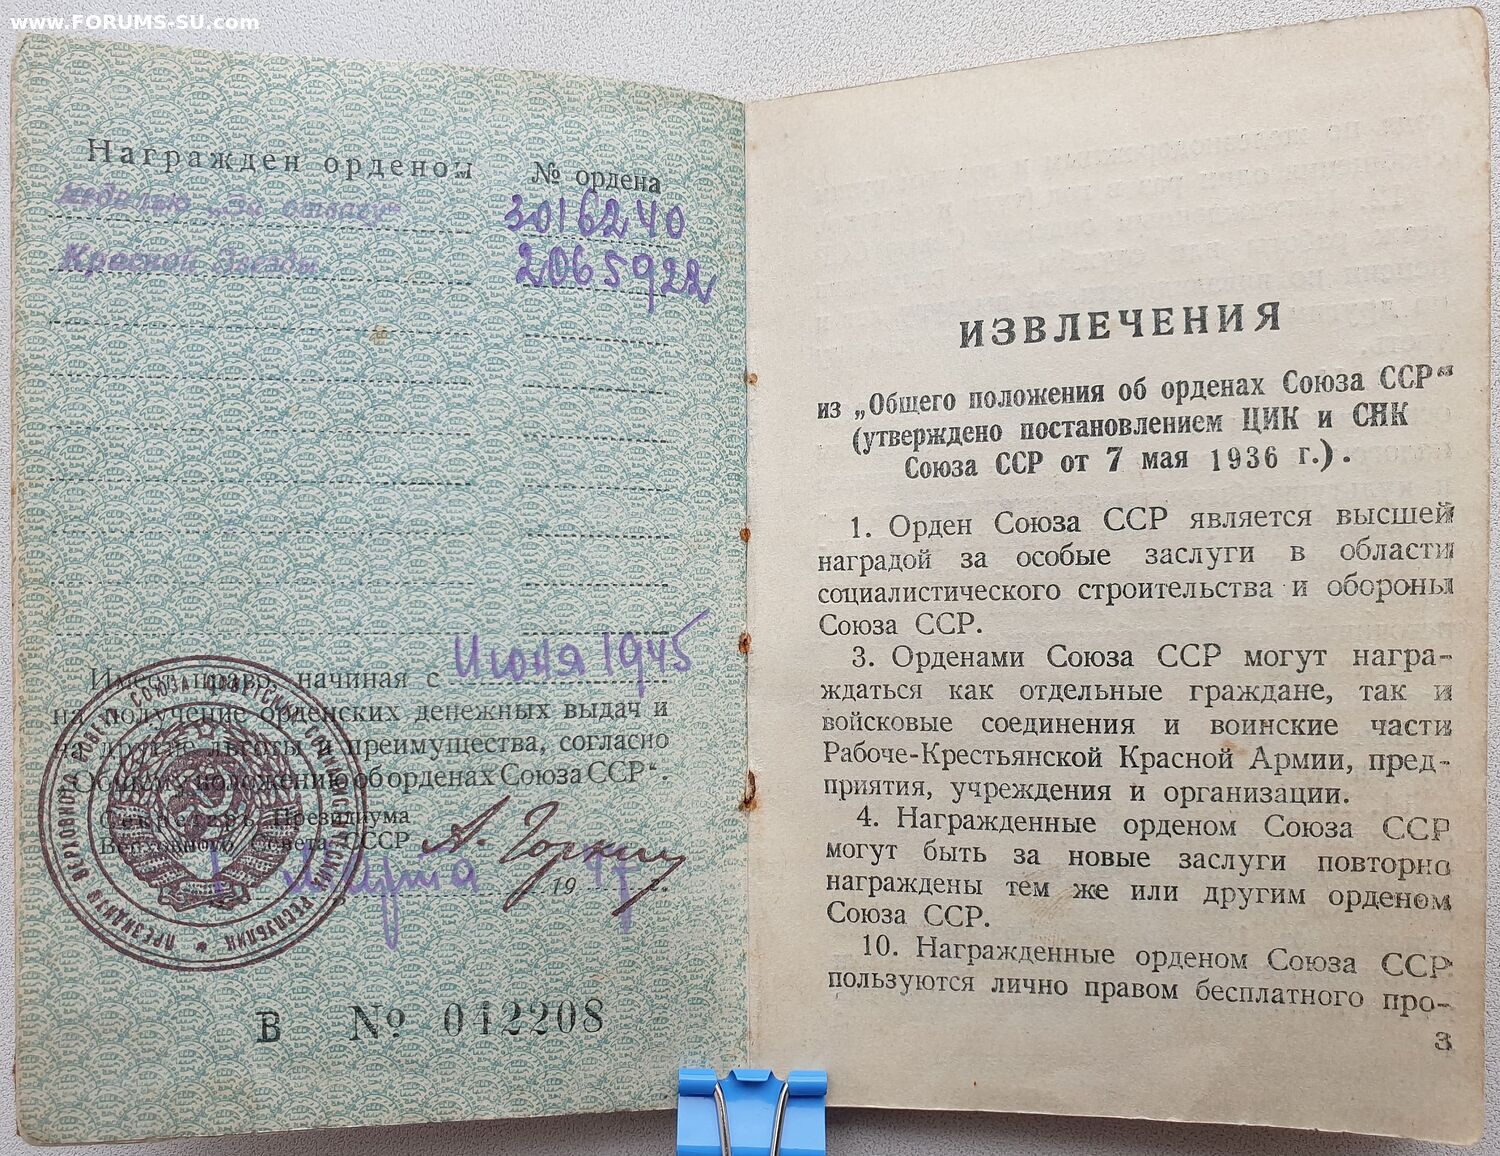 www.FORUMS-SU.com
Награжден орденом
№ ордена
медалью „За отвагу“
3016240
Красной Звезды
2065922
Имеет право, начиная с Июня 1945
на получение орденских денежных выдач и
на другие льготы и преимущества, согласно
„Общему положению об орденах Союза ССР“.
Секретарь Президиума
Верховного Совета СССР
А. Горкин
марта 1947 г.
В № 042208
ИЗВЛЕЧЕНИЯ
из „Общего положения об орденах Союза ССР“
(утверждено постановлением ЦИК и СНК
Союза ССР от 7 мая 1936 г.).
1. Орден Союза ССР является высшей
наградой за особые заслуги в области
социалистического строительства и обороны
Союза ССР.
3. Орденами Союза ССР могут награ-
ждаться как отдельные граждане, так и
войсковые соединения и воинские части
Рабоче-Крестьянской Красной Армии, пред-
приятия, учреждения и организации.
4. Награжденные орденом Союза ССР
могут быть за новые заслуги повторно
награждены тем же или другим орденом
Союза ССР.
10. Награжденные орденом Союза ССР
пользуются лично правом бесплатного про-
3